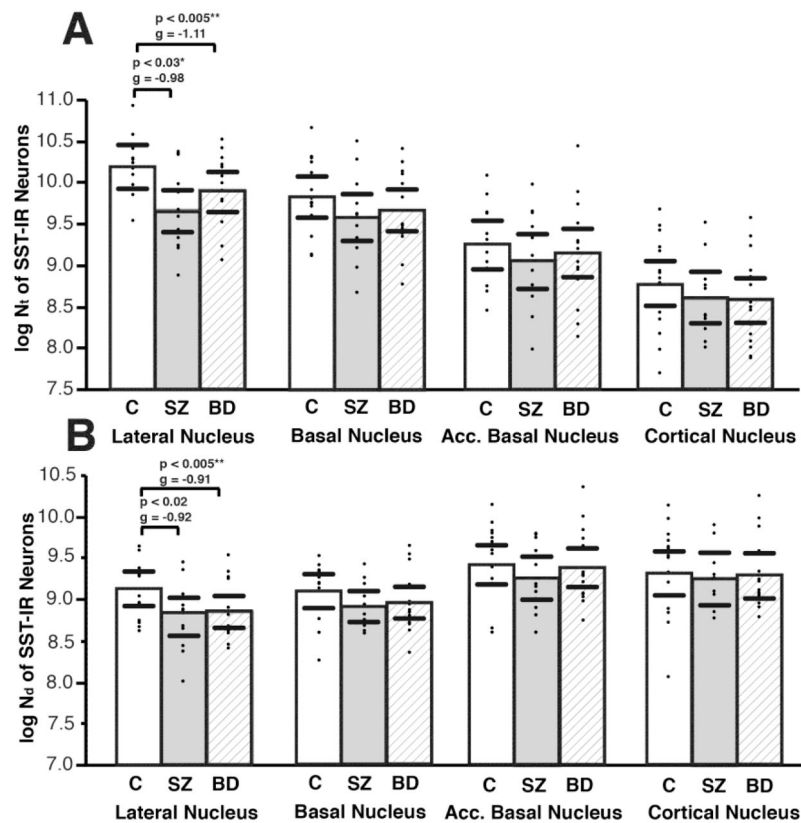 A
p < 0.005**
g = -1.11
p < 0.03*
g = -0.98
log Nt of SST-IR Neurons
11.0
10.5
10.0
9.5
9.0
8.5
8.0
7.5
C SZ BD C SZ BD C SZ BD C SZ BD
Lateral Nucleus Basal Nucleus Acc. Basal Nucleus Cortical Nucleus
B
p < 0.005**
g = -0.91
p < 0.02
g = -0.92
log Nd of SST-IR Neurons
10.5
10.0
9.5
9.0
8.5
8.0
7.5
7.0
C SZ BD C SZ BD C SZ BD C SZ BD
Lateral Nucleus Basal Nucleus Acc. Basal Nucleus Cortical Nucleus